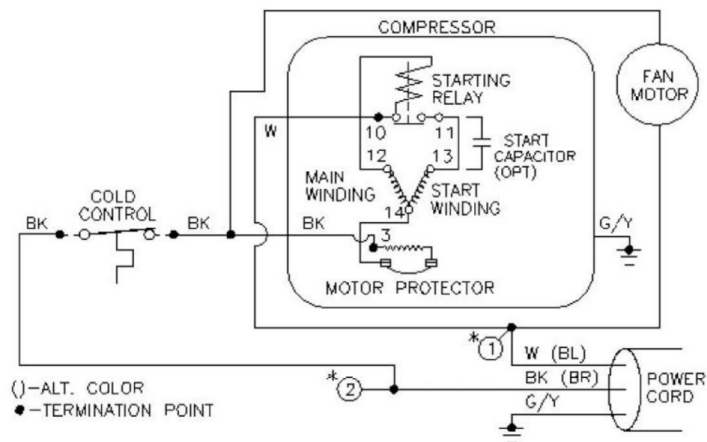 COMPRESSOR
STARTING
RELAY
FAN
MOTOR
W
10
11
START
CAPACITOR
(OPT)
12
13
MAIN
WINDING
START
WINDING
14
COLD
CONTROL
BK
BK
BK
3
G/Y
MOTOR PROTECTOR
*1
W (BL)
*2
BK (BR)
POWER
CORD
G/Y
()-ALT. COLOR
●-TERMINATION POINT